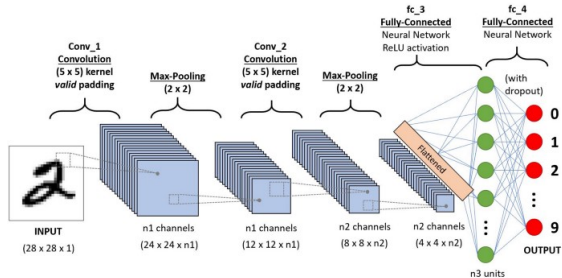 Conv_1
Convolution
(5 x 5) kernel
valid padding
Max-Pooling
(2 x 2)
Conv_2
Convolution
(5 x 5) kernel
valid padding
Max-Pooling
(2 x 2)
fc_3
Fully-Connected
Neural Network
ReLU activation
fc_4
Fully-Connected
Neural Network
(with
dropout)
Flattened
0
1
2
9
2
INPUT
(28 x 28 x 1)
n1 channels
(24 x 24 x n1)
n1 channels
(12 x 12 x n1)
n2 channels
(8 x 8 x n2)
n2 channels
(4 x 4 x n2)
n3 units
OUTPUT